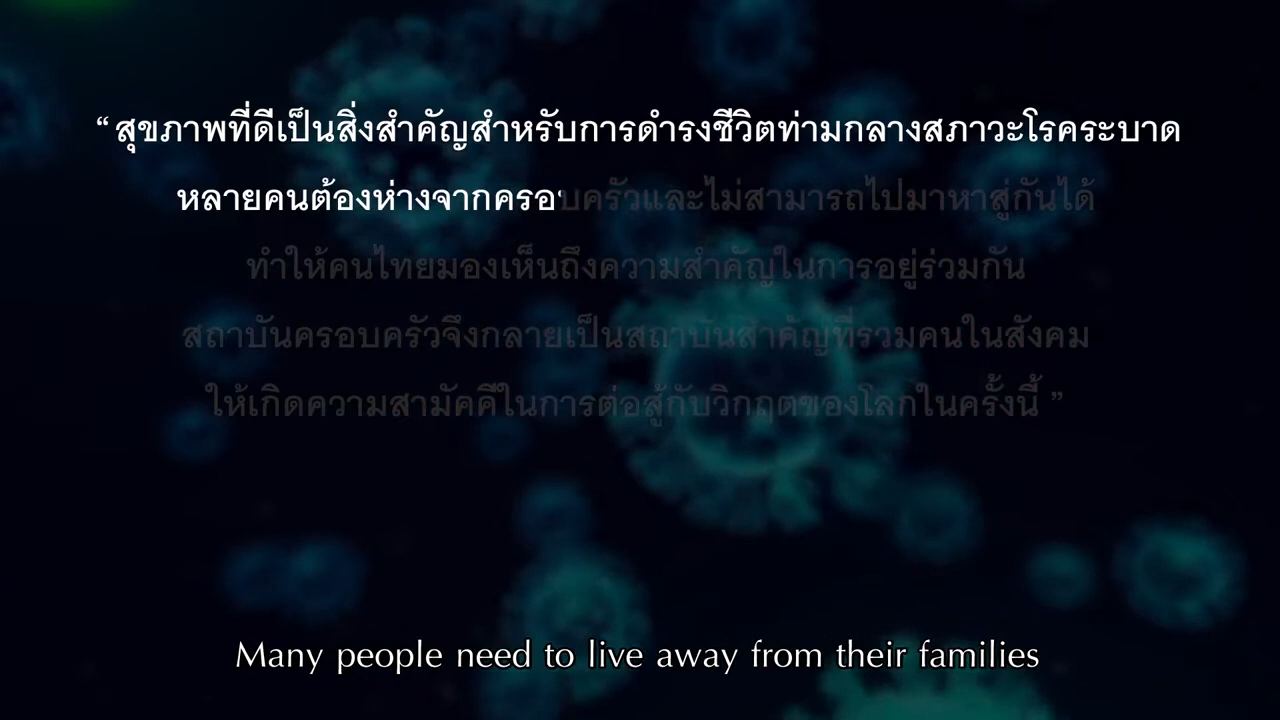 “ สุขภาพที่ดีเป็นสิ่งสำคัญสำหรับการดำรงชีวิตท่ามกลางสภาวะโรคระบาด
หลายคนต้องห่างจากครอบครัวและไม่สามารถไปมาหาสู่กันได้
ทำให้คนไทยมองเห็นถึงความสำคัญในการอยู่ร่วมกัน
สถาบันครอบครัวจึงกลายเป็นสถาบันสำคัญที่รวมคนในสังคม
ให้เกิดความสามัคคีในการต่อสู้กับวิกฤตของโลกในครั้งนี้ ”
Many people need to live away from their families